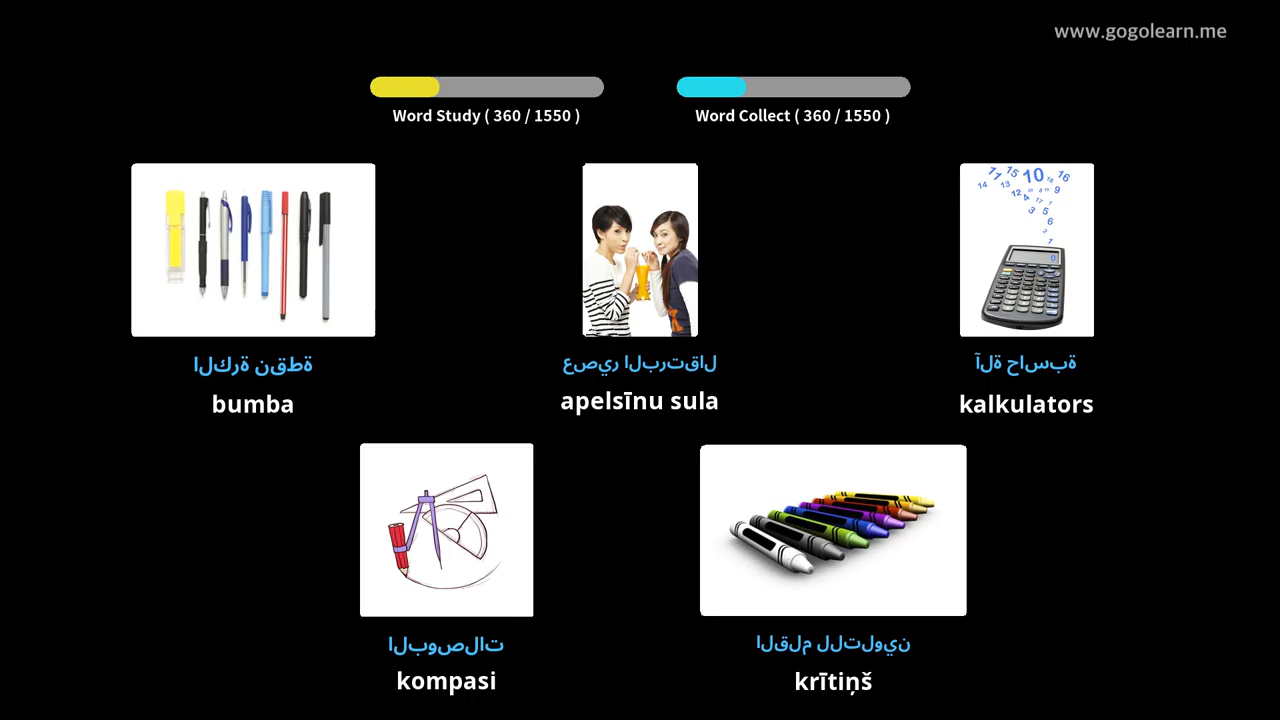 www.gogolearn.me
Word Study ( 360 / 1550 )
Word Collect ( 360 / 1550 )
الكرة نقطة
bumba
عصير البرتقال
apelsīnu sula
آلة حاسبة
kalkulators
البوصلات
kompasi
القلم للتلوين
krītiņš